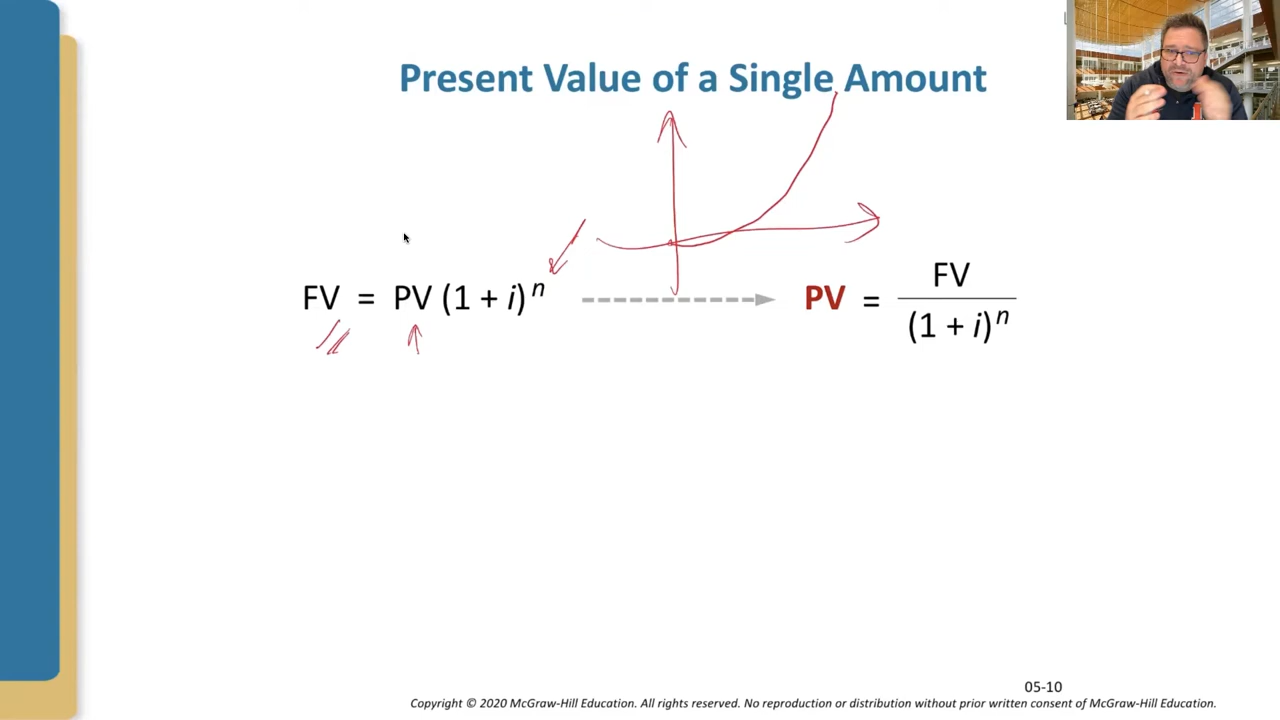 Present Value of a Single Amount
FV = PV (1 + i)ⁿ
PV = FV / (1 + i)ⁿ
05-10
Copyright © 2020 McGraw-Hill Education. All rights reserved. No reproduction or distribution without prior written consent of McGraw-Hill Education.